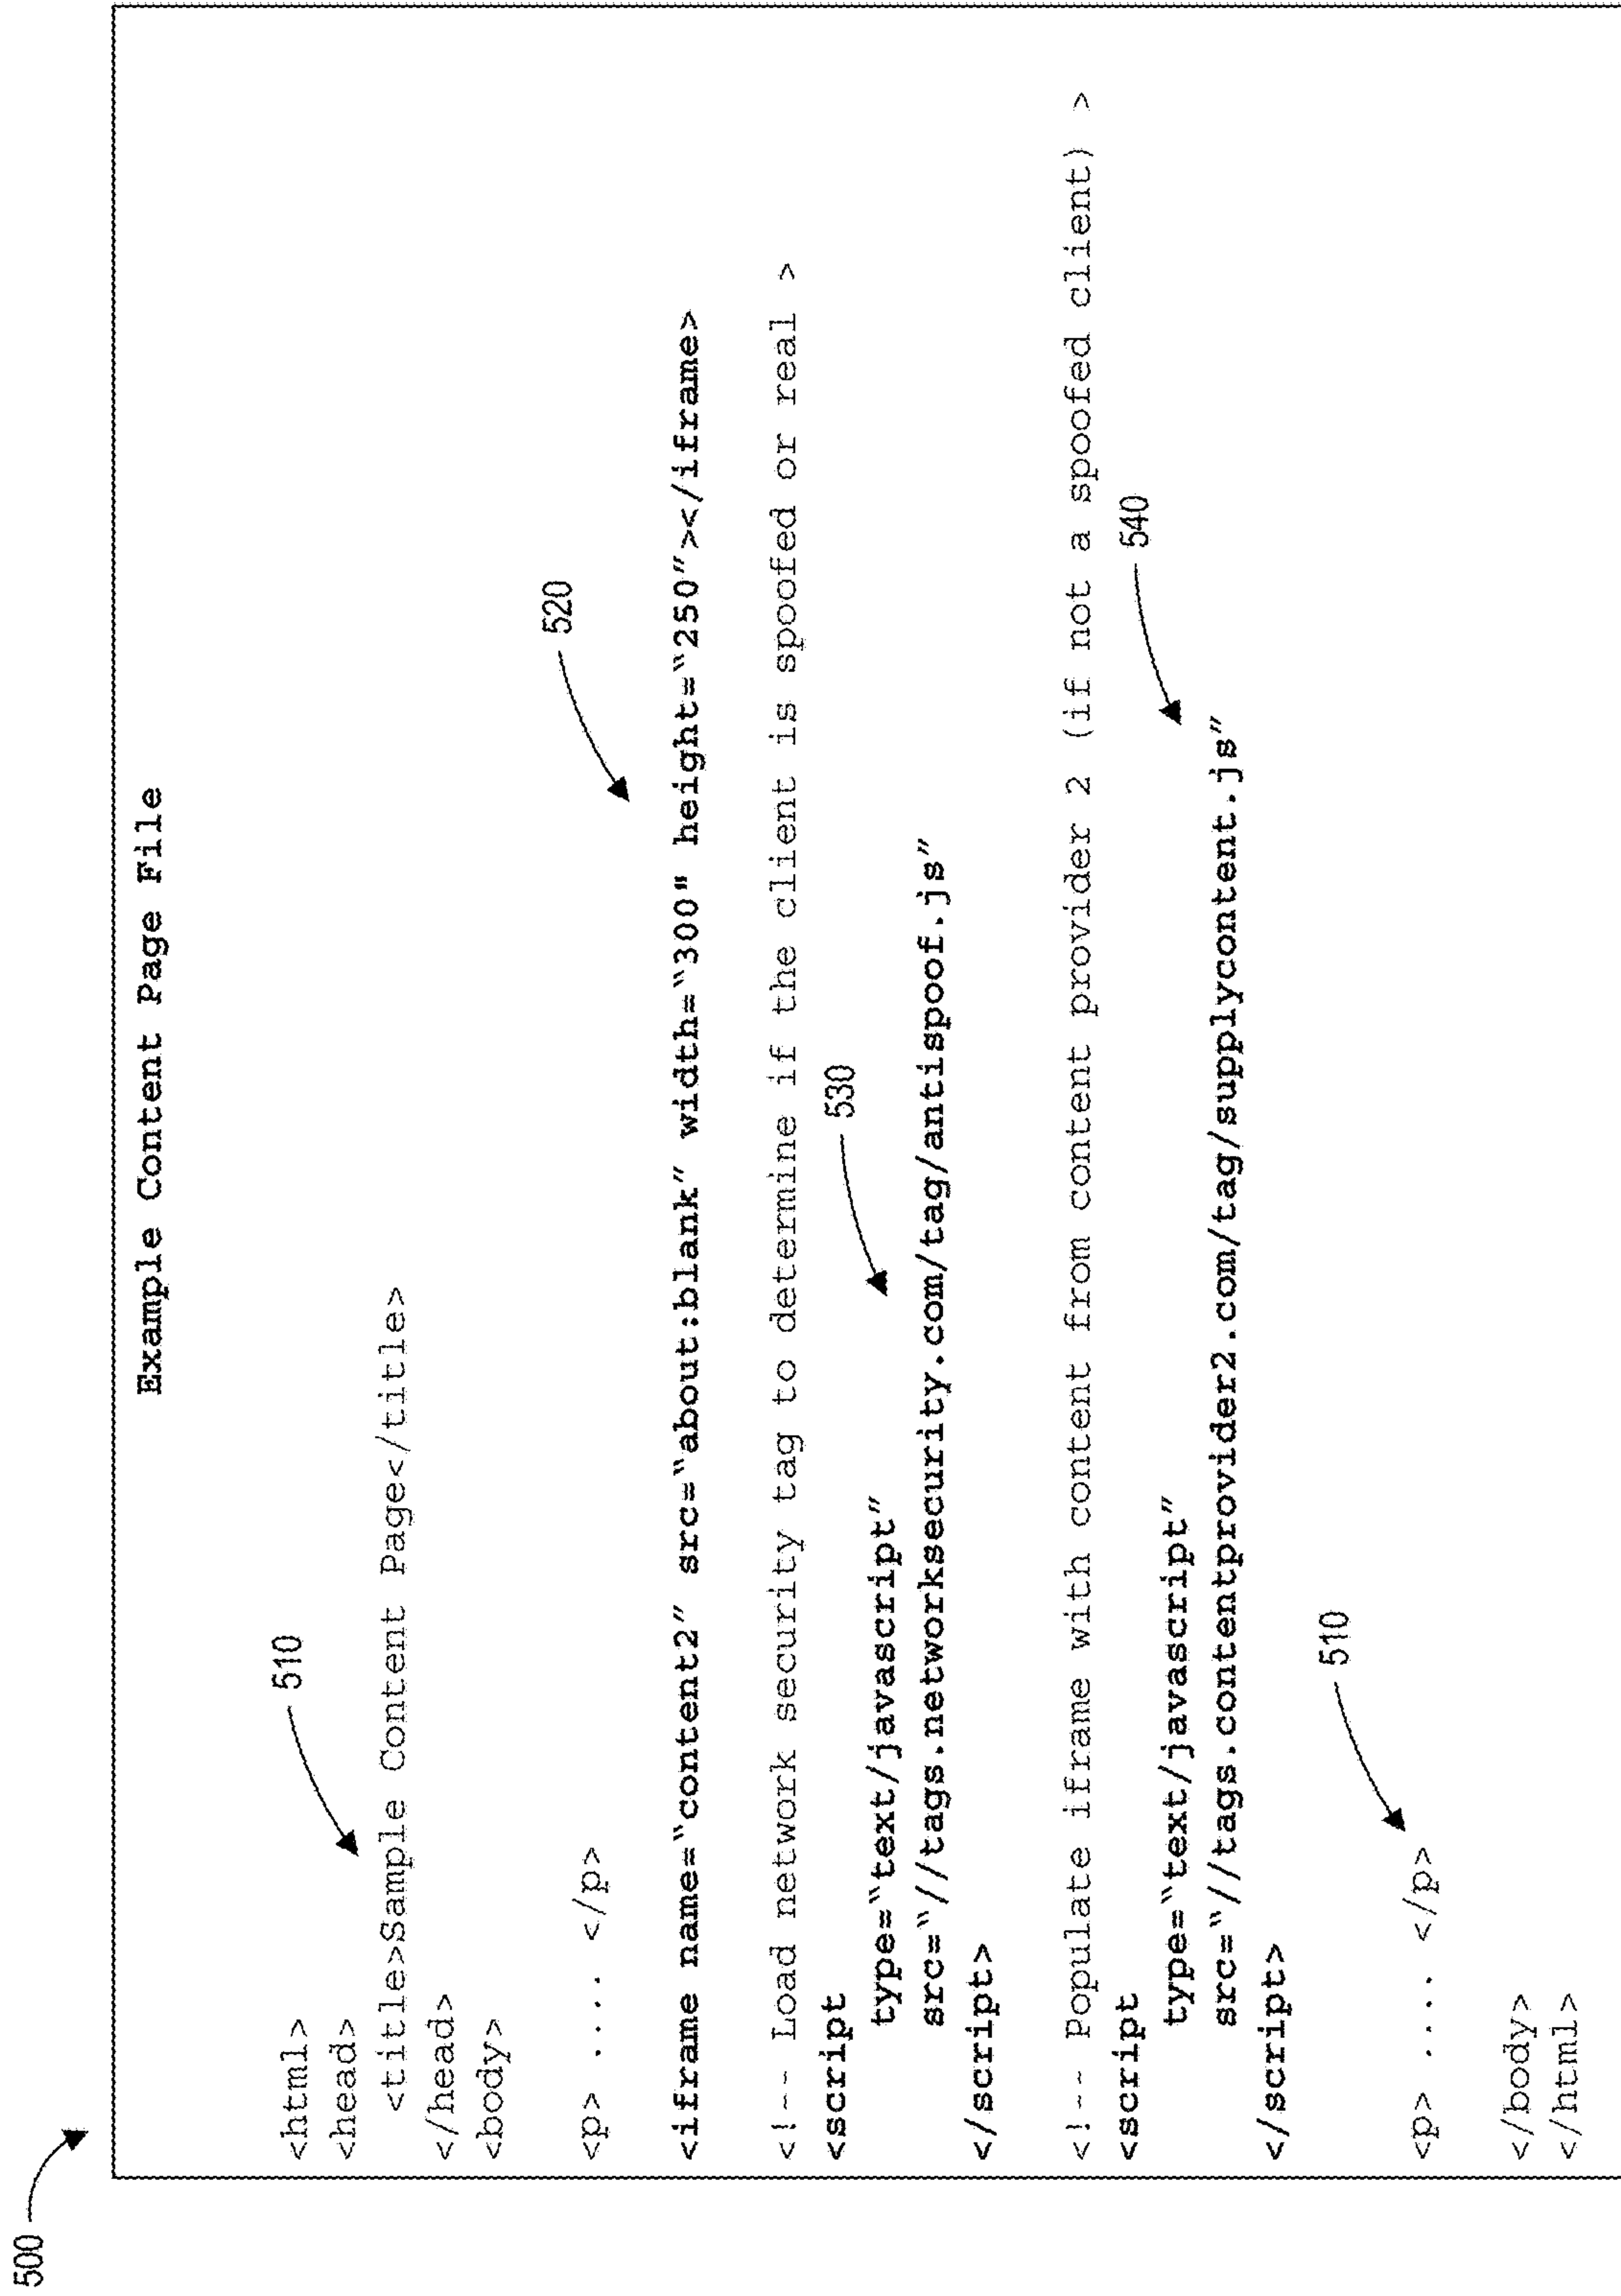 500
Example Content Page File
<html>
<head>
510
<title>Sample Content Page</title>
</head>
<body>
520
<p> .... </p>
<iframe name="content2" src="about:blank" width="300" height="250"></iframe>
<!-- Load network security tag to determine if the client is spoofed or real >
<script
530
type="text/javascript"
src="//tags.networksecurity.com/tag/antispoof.js"
</script>
<!-- Populate iframe with content from content provider 2 (if not a spoofed client) >
<script
540
type="text/javascript"
src="//tags.contentprovider2.com/tag/supplycontent.js"
</script>
510
<p> .... </p>
</body>
</html>